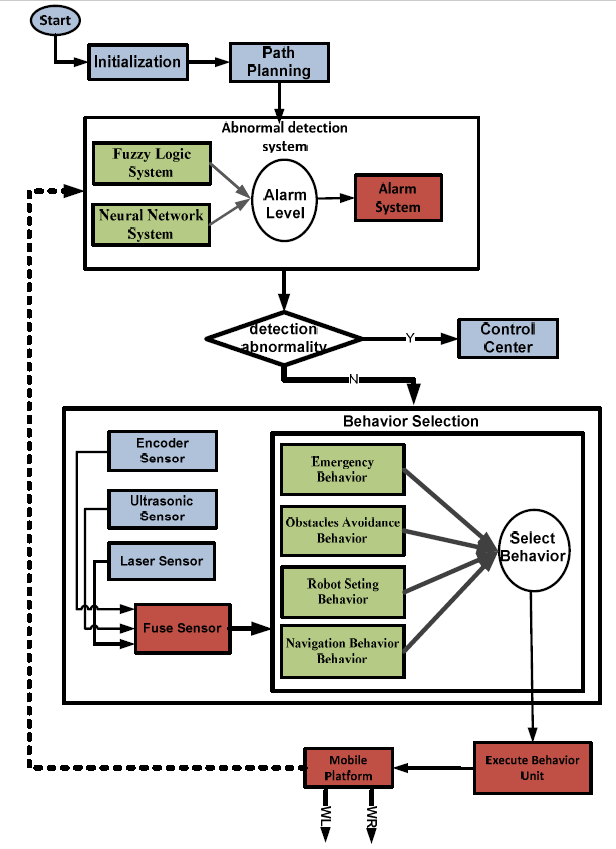 Start
Initialization
Path
Planning
Abnormal detection
system
Fuzzy Logic
System
Neural Network
System
Alarm
Level
Alarm
System
detection
abnormality
Y
Control
Center
N
Behavior Selection
Encoder
Sensor
Ultrasonic
Sensor
Laser Sensor
Fuse Sensor
Emergency
Behavior
Obstacles Avoidance
Behavior
Robot Seting
Behavior
Navigation Behavior
Behavior
Select
Behavior
Mobile
Platform
Execute Behavior
Unit
WL
WR